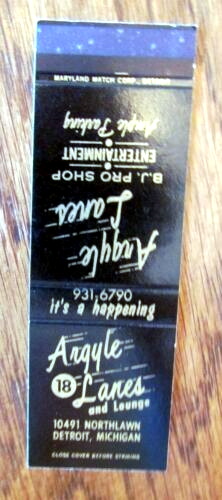 MARYLAND MATCH CORP., DETROIT
Argyle
Lanes
B.J. PRO SHOP
ENTERTAINMENT
Ample Parking
931-6790
it's a happening
Argyle
18 Lanes
and Lounge
10491 NORTHLAWN
DETROIT, MICHIGAN
CLOSE COVER BEFORE STRIKING